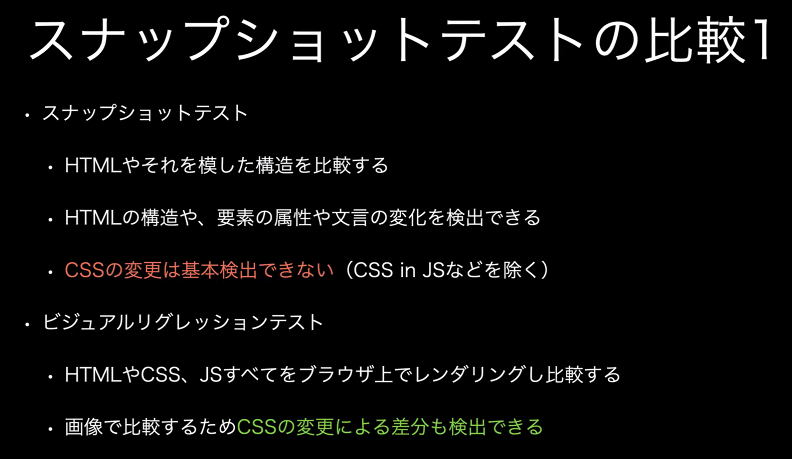 スナップショットテストの比較1
・スナップショットテスト
・HTMLやそれを模した構造を比較する
・HTMLの構造や、要素の属性や文言の変化を検出できる
・CSSの変更は基本検出できない（CSS in JSなどを除く）
・ビジュアルリグレッションテスト
・HTMLやCSS、JSすべてをブラウザ上でレンダリングし比較する
・画像で比較するためCSSの変更による差分も検出できる